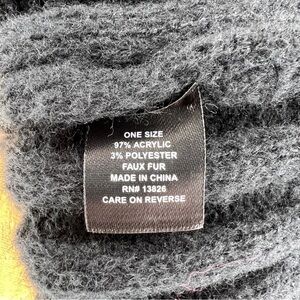 ONE SIZE
97% ACRYLIC
3% POLYESTER
FAUX FUR
MADE IN CHINA
RN# 13826
CARE ON REVERSE